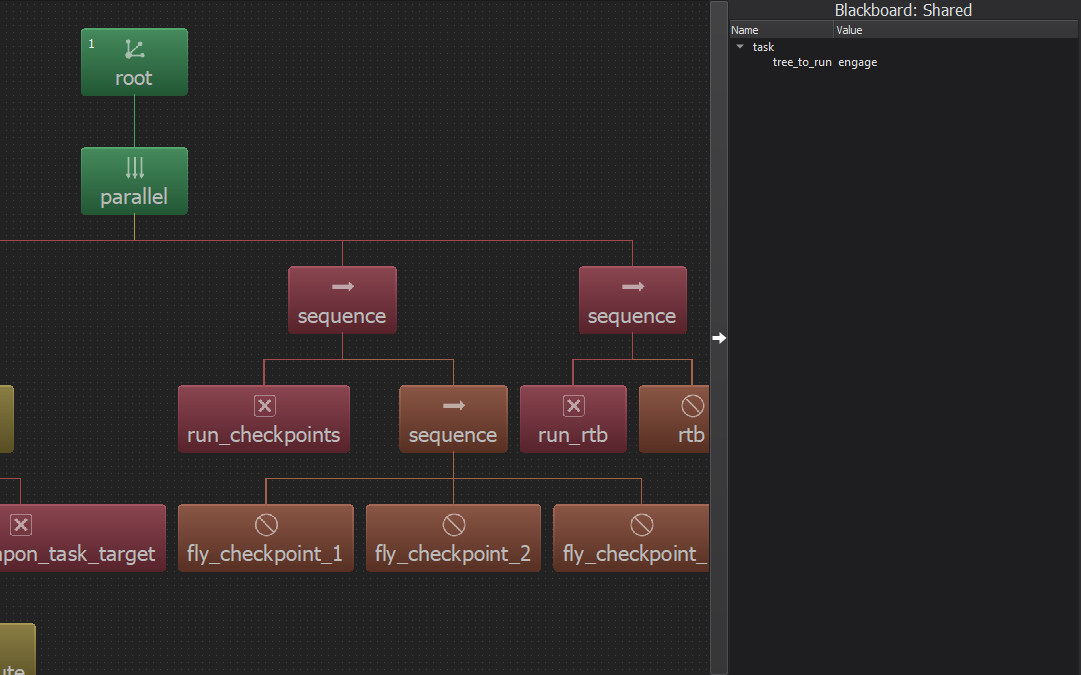 Blackboard: Shared
Name Value
task
tree_to_run engage
1
root
parallel
sequence
sequence
run_checkpoints
sequence
run_rtb
rtb
pon_task_target
fly_checkpoint_1
fly_checkpoint_2
fly_checkpoint_
ute